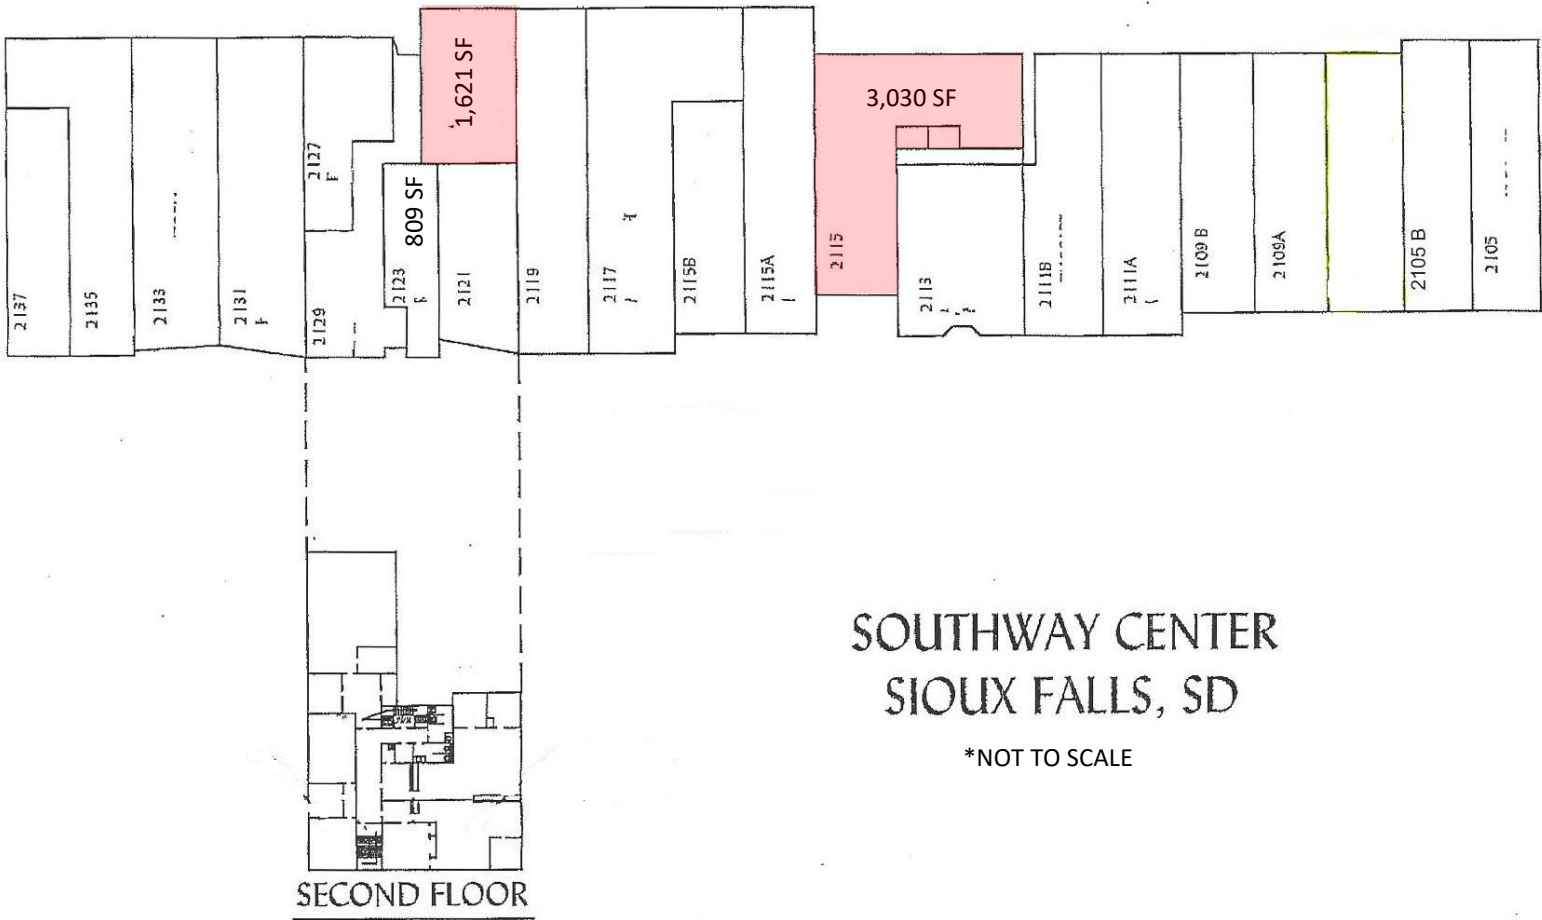 1,621 SF
3,030 SF
809 SF
2137
2135
2133
2131
2127
2129
2123
2121
2119
2117
2115B
2115A
2115
2113
2111B
2111A
2109 B
2109A
2105 B
2105
SOUTHWAY CENTER
SIOUX FALLS, SD
*NOT TO SCALE
SECOND FLOOR